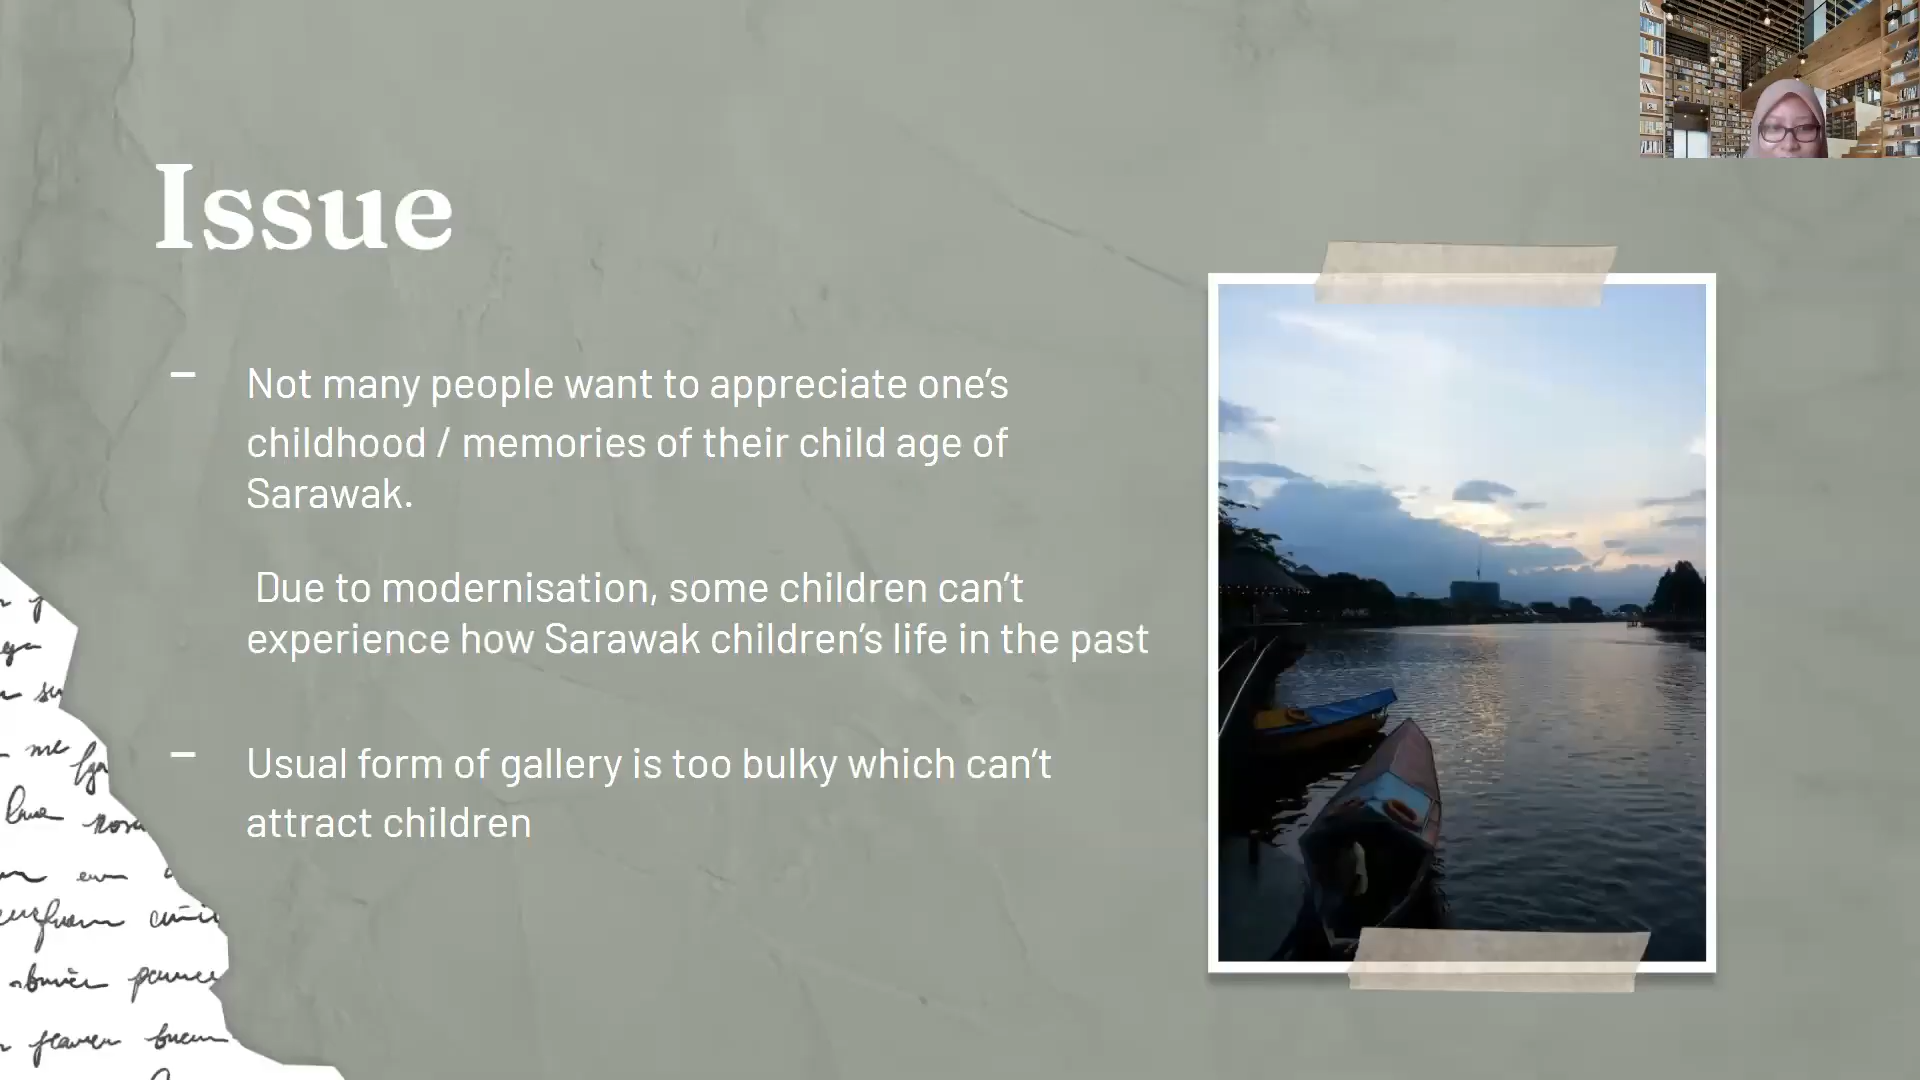 Issue
– Not many people want to appreciate one's
childhood / memories of their child age of
Sarawak.
Due to modernisation, some children can't
experience how Sarawak children's life in the past
– Usual form of gallery is too bulky which can't
attract children
me